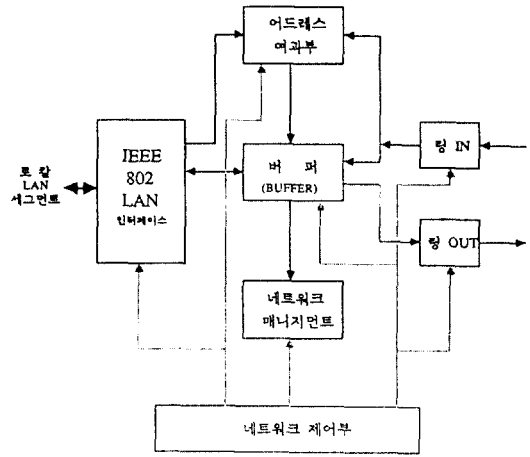 어드레스
여과부
IEEE
802
LAN
인터페이스
로 칼
LAN
세그먼트
버 퍼
(BUFFER)
링 IN
링 OUT
네트워크
매니지먼트
네트워크 제어부